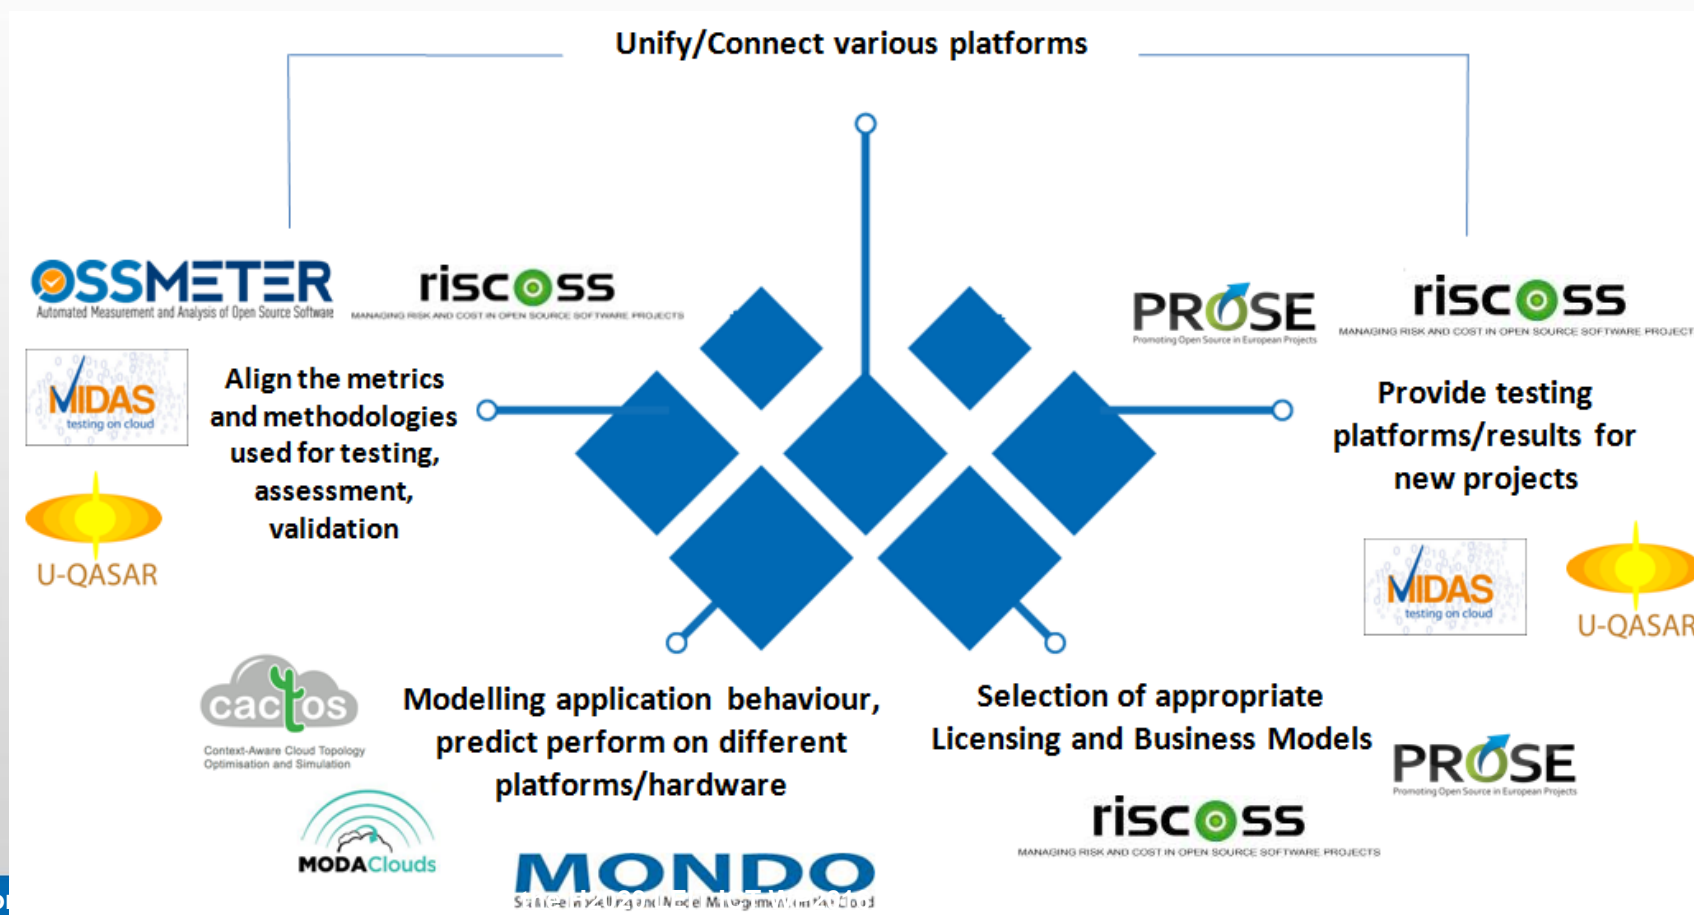 Unify/Connect various platforms
OSSMETER
Automated Measurement and Analysis of Open Source Software
riscoss
MANAGING RISK AND COST IN OPEN SOURCE SOFTWARE PROJECTS
PROSE
Promoting Open Source in European Projects
riscoss
MANAGING RISK AND COST IN OPEN SOURCE SOFTWARE PROJECT
MIDAS
testing on cloud
Align the metrics
and methodologies
used for testing,
assessment,
validation
U-QASAR
Provide testing
platforms/results for
new projects
MIDAS
testing on cloud
U-QASAR
cactos
Context-Aware Cloud Topology
Optimisation and Simulation
Modelling application behaviour,
predict perform on different
platforms/hardware
Selection of appropriate
Licensing and Business Models
PROSE
Promoting Open Source in European Projects
riscoss
MANAGING RISK AND COST IN OPEN SOURCE SOFTWARE PROJECTS
MODAClouds
MONDO